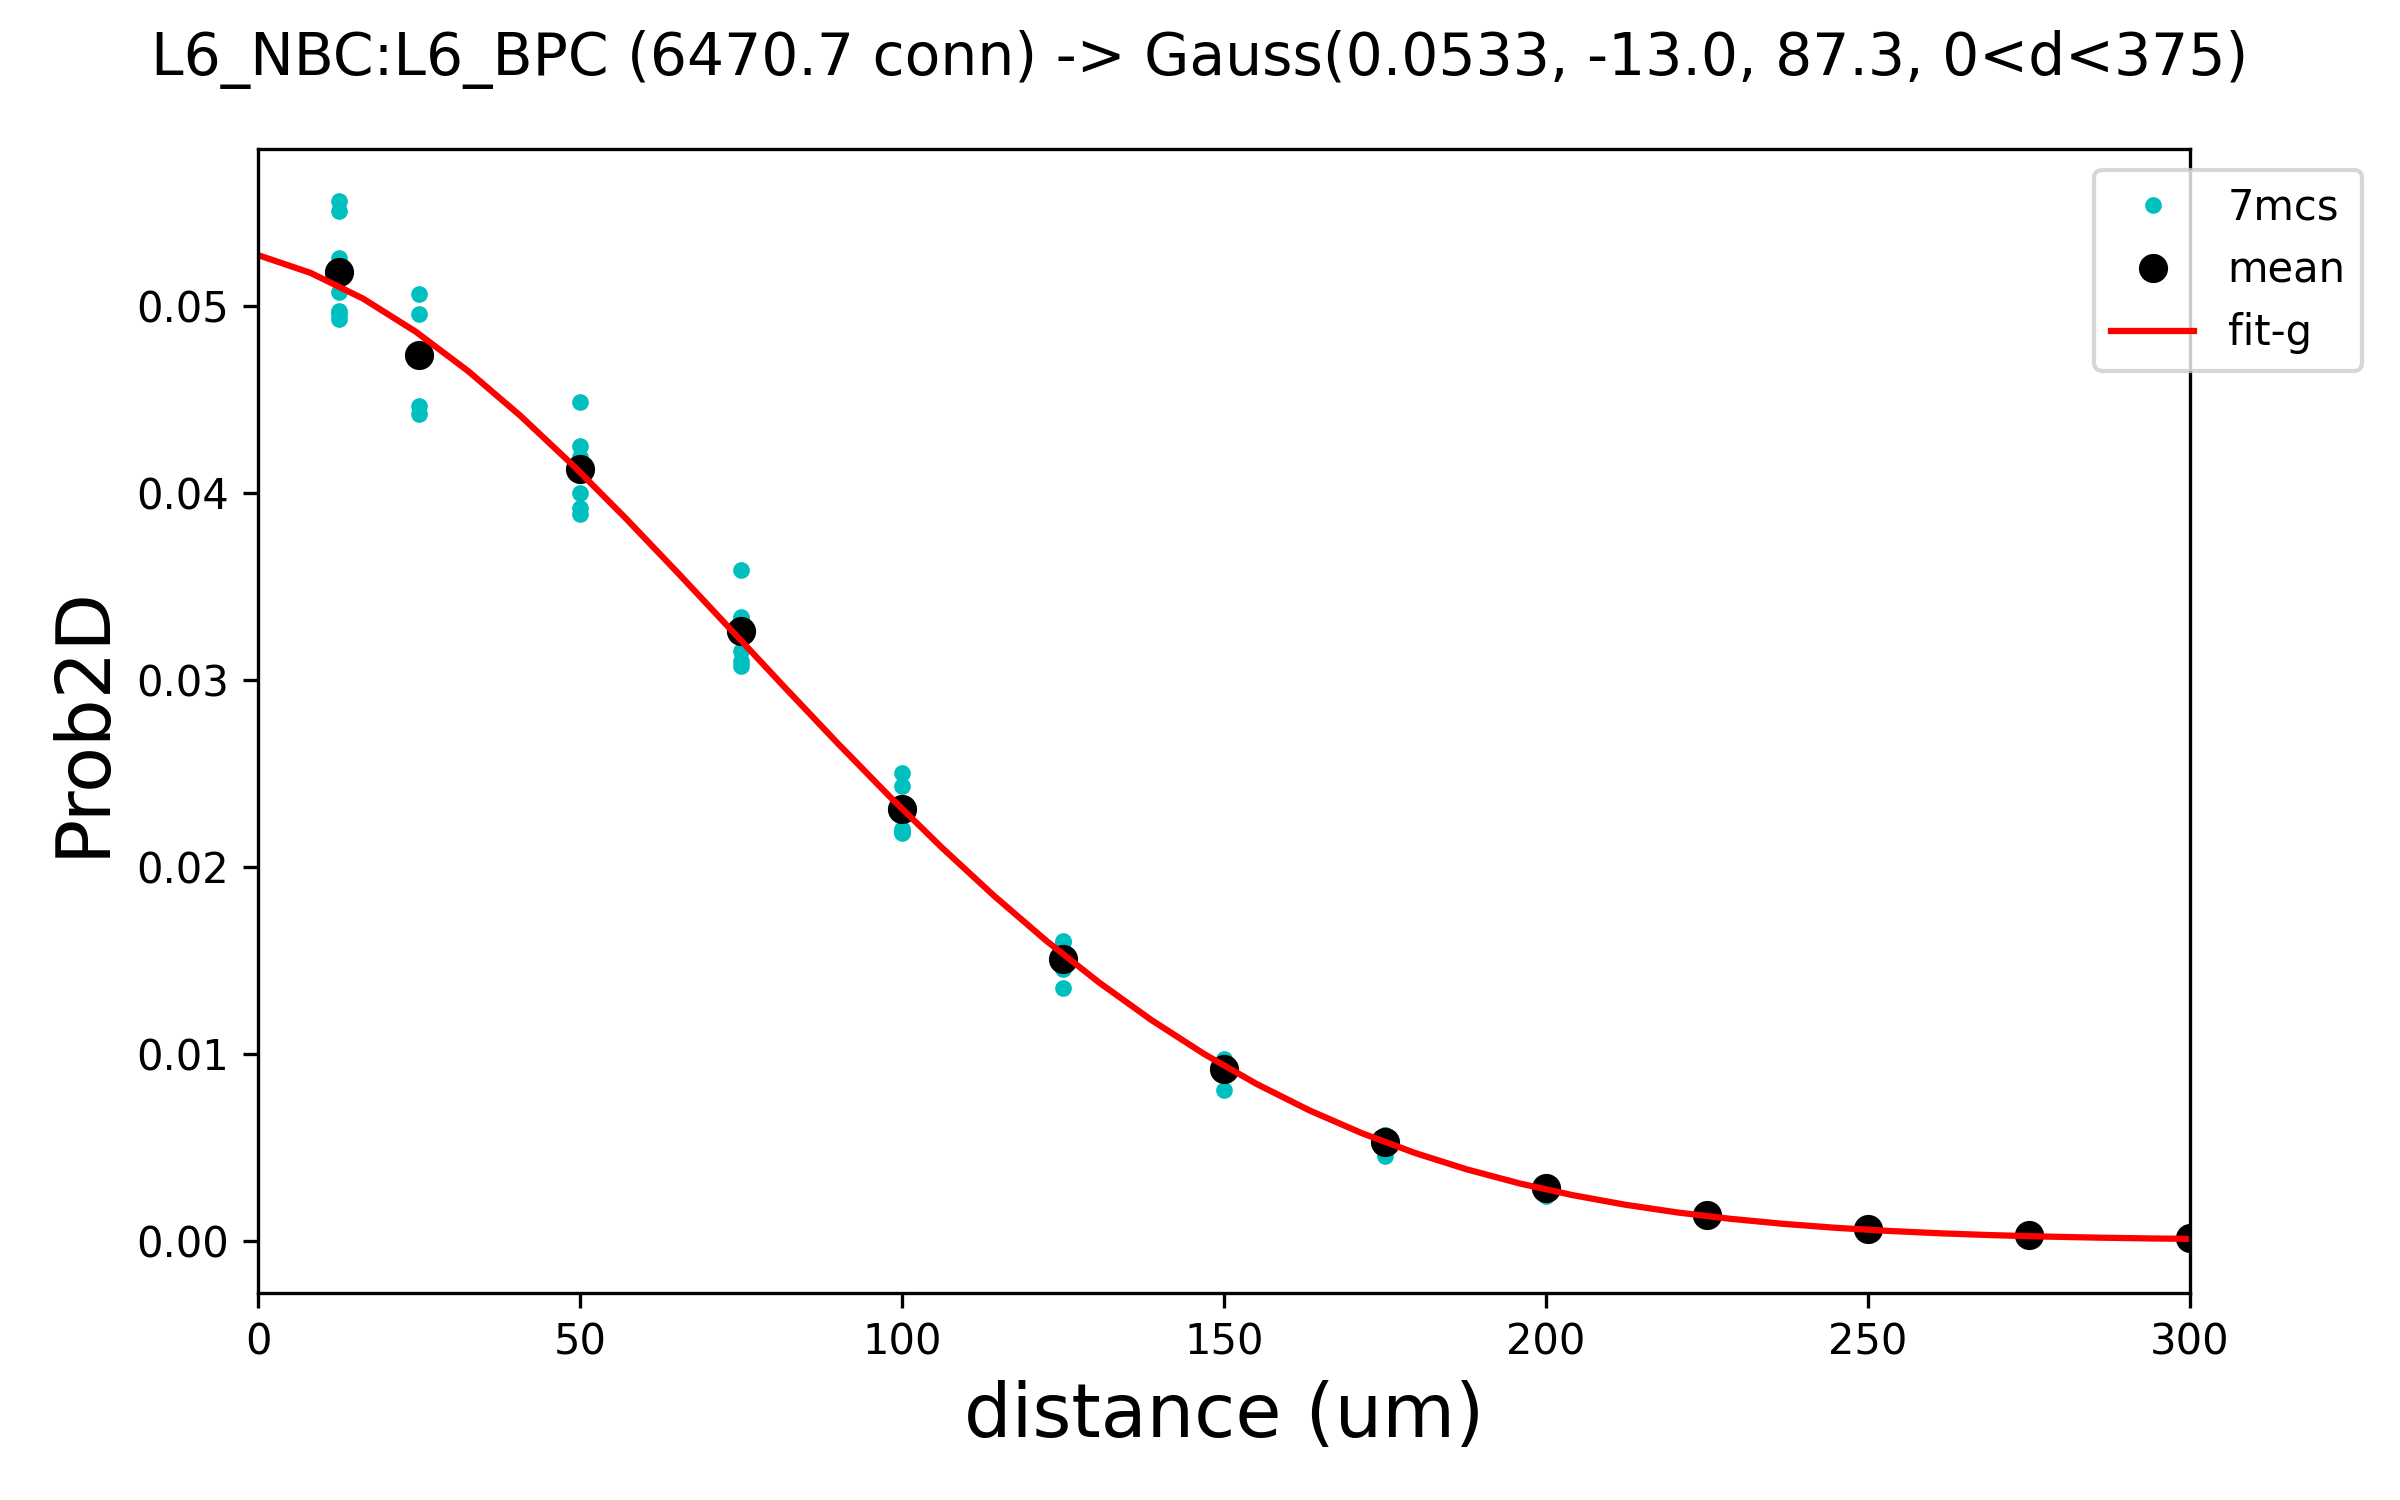 L6_NBC:L6_BPC (6470.7 conn) -> Gauss(0.0533, -13.0, 87.3, 0<d<375)
7mcs
mean
fit-g
Prob2D
0.05
0.04
0.03
0.02
0.01
0.00
0 50 100 150 200 250 300
distance (um)